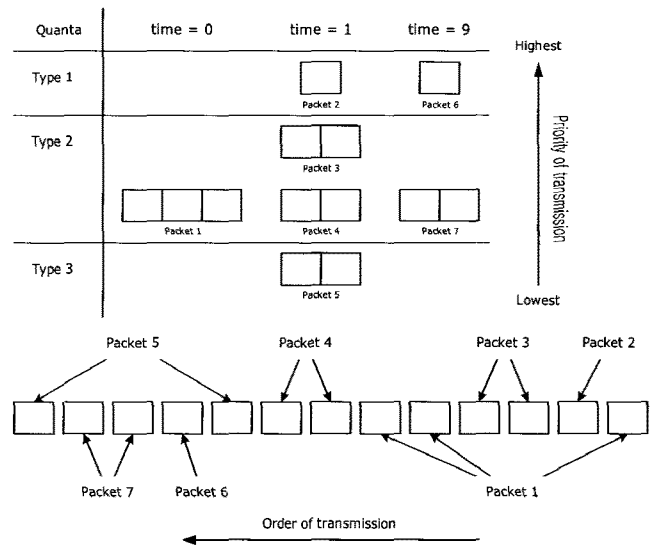 Quanta time = 0 time = 1 time = 9
Highest
Type 1
Packet 2 Packet 6
Type 2
Packet 3
Priority of transmission
Packet 1 Packet 4 Packet 7
Type 3
Packet 5
Lowest
Packet 5 Packet 4 Packet 3 Packet 2
Packet 7 Packet 6 Packet 1
Order of transmission